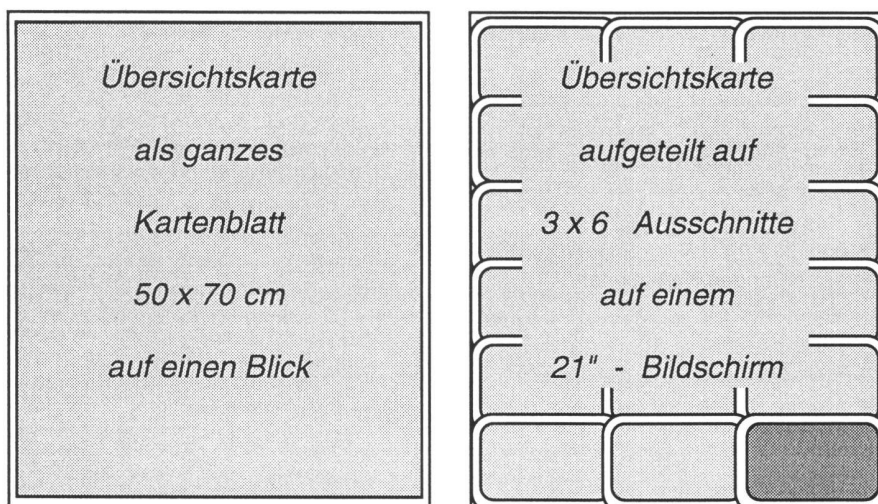 Übersichtskarte
als ganzes
Kartenblatt
50 x 70 cm
auf einen Blick
Übersichtskarte
aufgeteilt auf
3 x 6 Ausschnitte
auf einem
21" - Bildschirm